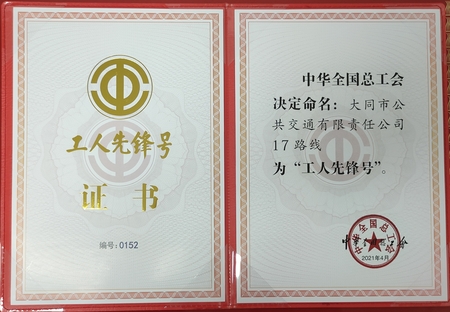 工人先锋号
证书
编号:0152
中华全国总工会
决定命名：大同市公
共交通有限责任公司
17路线
为“工人先锋号”。
中华全国总工会
2021年4月